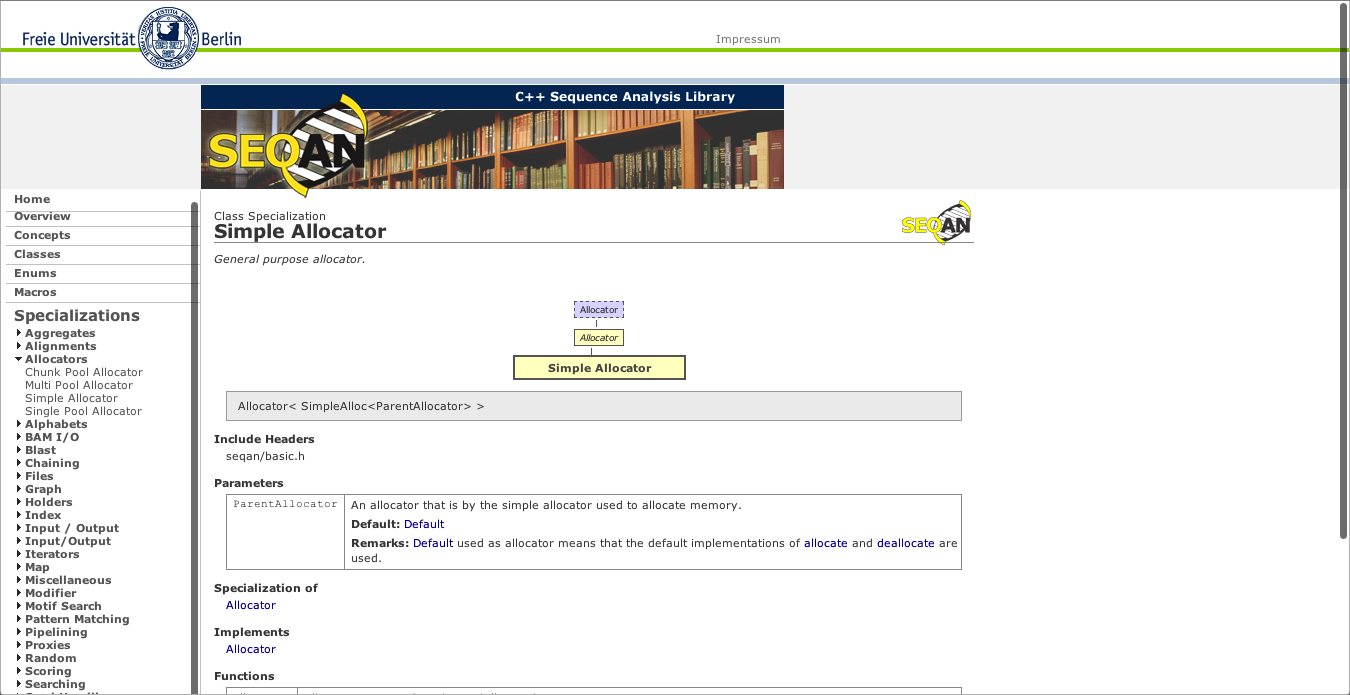 Freie Universität Berlin
Impressum
C++ Sequence Analysis Library
SEQAN
Home
Overview
Concepts
Classes
Enums
Macros
Specializations
Aggregates
Alignments
Allocators
Chunk Pool Allocator
Multi Pool Allocator
Simple Allocator
Single Pool Allocator
Alphabets
BAM I/O
Blast
Chaining
Files
Graph
Holders
Index
Input / Output
Input/Output
Iterators
Map
Miscellaneous
Modifier
Motif Search
Pattern Matching
Pipelining
Proxies
Random
Scoring
Searching
Class Specialization
Simple Allocator
SEQAN
General purpose allocator.
Allocator
Allocator
Simple Allocator
Allocator< SimpleAlloc<ParentAllocator> >
Include Headers
seqan/basic.h
Parameters
ParentAllocator
An allocator that is by the simple allocator used to allocate memory.
Default: Default
Remarks: Default used as allocator means that the default implementations of allocate and deallocate are
used.
Specialization of
Allocator
Implements
Allocator
Functions